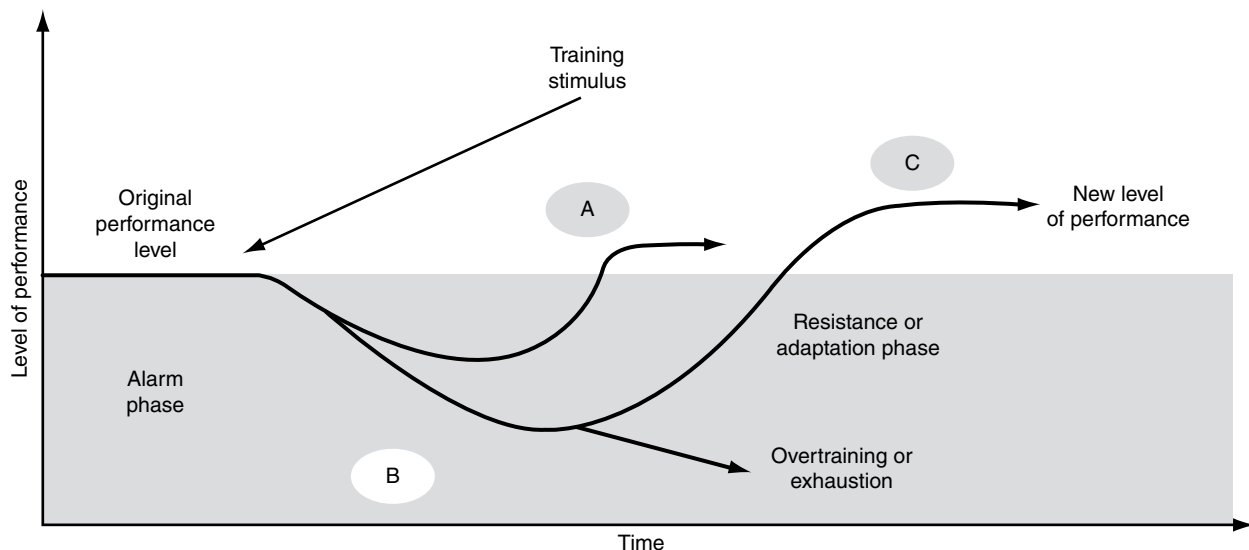 Training
stimulus
C
Original
performance
level
A
New level
of performance
Level of performance
Resistance or
adaptation phase
Alarm
phase
Overtraining or
exhaustion
B
Time